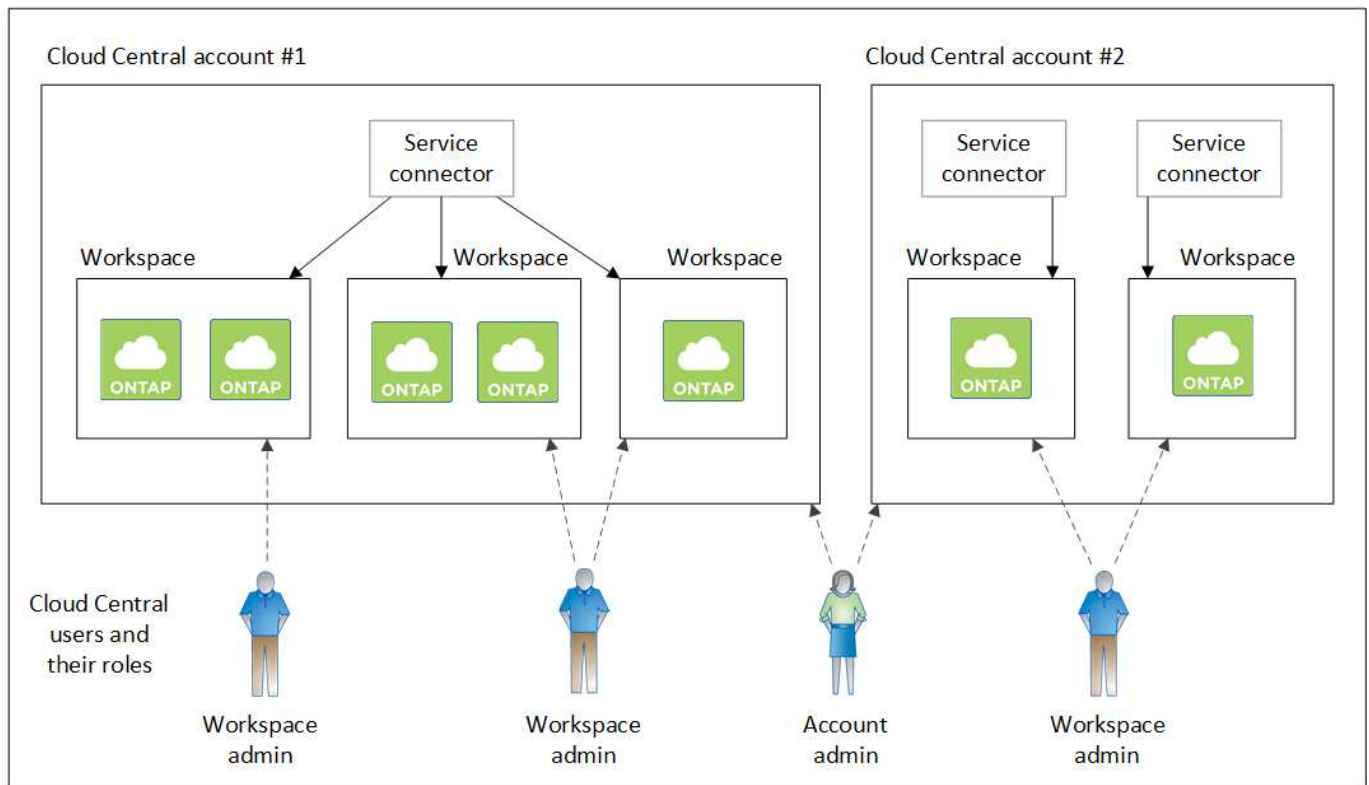 Cloud Central account #1
Cloud Central account #2
Service
connector
Service
connector
Service
connector
Workspace
Workspace
Workspace
Workspace
Workspace
ONTAP
ONTAP
ONTAP
ONTAP
ONTAP
ONTAP
ONTAP
Cloud Central
users and
their roles
Workspace
admin
Workspace
admin
Account
admin
Workspace
admin